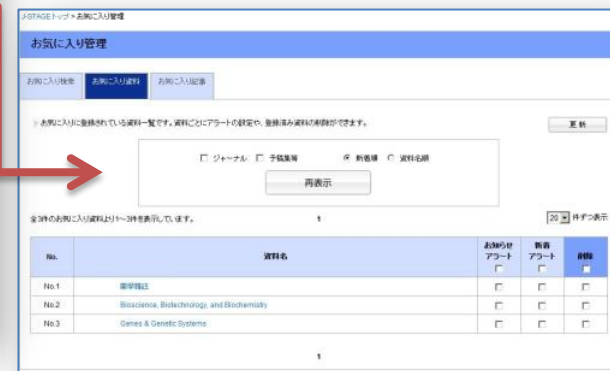 J-STAGEトップ > お気に入り管理
お気に入り管理
お気に入り検索 お気に入り資料 お気に入り記事
お気に入りに登録されている資料一覧です。資料ごとにアラートの設定や、登録済み資料の削除ができます。
更新
ジャーナル 予稿集等 新着順 資料名順
再表示
全3件のお気に入り資料より1～3件を表示しています。 1 20 件ずつ表示
No. 資料名 お知らせアラート 新着アラート 削除
No.1
No.2 Bioscience, Biotechnology, and Biochemistry
No.3 Genes & Genetic Systems
1